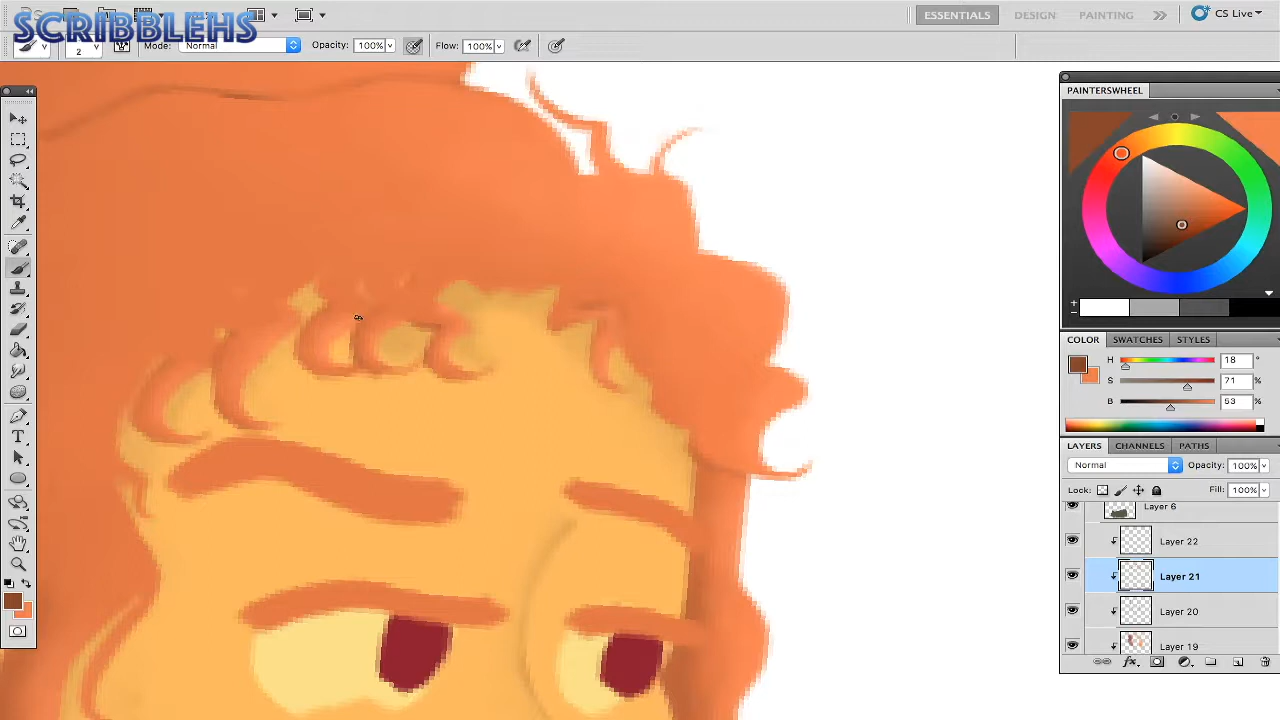 SCRIBBLEHS
ESSENTIALS
DESIGN
PAINTING
CS Live
2
Mode:
Normal
Opacity:
100%
Flow:
100%
PAINTERSWHEEL
COLOR
SWATCHES
STYLES
H
18
°
S
71
%
B
53
%
LAYERS
CHANNELS
PATHS
Normal
Opacity:
100%
Lock:
Fill:
100%
Layer 6
Layer 22
Layer 21
Layer 20
Layer 19